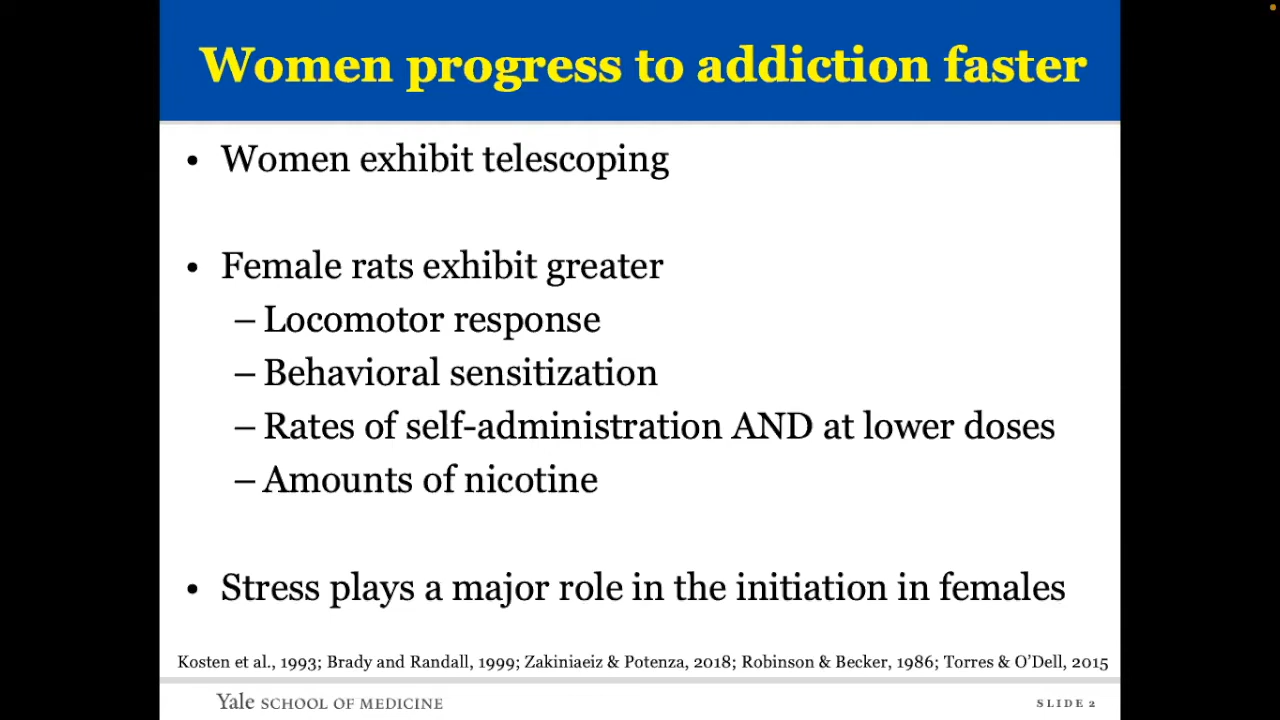 Women progress to addiction faster
• Women exhibit telescoping
• Female rats exhibit greater
– Locomotor response
– Behavioral sensitization
– Rates of self-administration AND at lower doses
– Amounts of nicotine
• Stress plays a major role in the initiation in females
Kosten et al., 1993; Brady and Randall, 1999; Zakiniaeiz & Potenza, 2018; Robinson & Becker, 1986; Torres & O’Dell, 2015
Yale SCHOOL OF MEDICINE
SLIDE 2